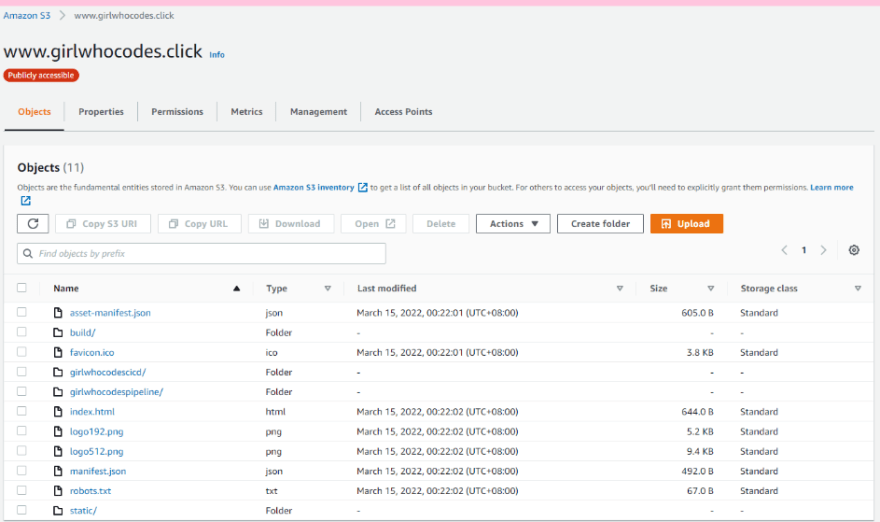 Amazon S3 > www.girlwhocodes.click
www.girlwhocodes.click Info
Publicly accessible
Objects Properties Permissions Metrics Management Access Points
Objects (11)
Objects are the fundamental entities stored in Amazon S3. You can use Amazon S3 inventory to get a list of all objects in your bucket. For others to access your objects, you'll need to explicitly grant them permissions. Learn more
Copy S3 URI Copy URL Download Open Delete Actions Create folder Upload
Find objects by prefix < 1 >
Name Type Last modified Size Storage class
asset-manifest.json json March 15, 2022, 00:22:01 (UTC+08:00) 605.0 B Standard
build/ Folder - - -
favicon.ico ico March 15, 2022, 00:22:01 (UTC+08:00) 3.8 KB Standard
girlwhocodescicd/ Folder - - -
girlwhocodespipeline/ Folder - - -
index.html html March 15, 2022, 00:22:02 (UTC+08:00) 644.0 B Standard
logo192.png png March 15, 2022, 00:22:02 (UTC+08:00) 5.2 KB Standard
logo512.png png March 15, 2022, 00:22:02 (UTC+08:00) 9.4 KB Standard
manifest.json json March 15, 2022, 00:22:02 (UTC+08:00) 492.0 B Standard
robots.txt txt March 15, 2022, 00:22:02 (UTC+08:00) 67.0 B Standard
static/ Folder - - -